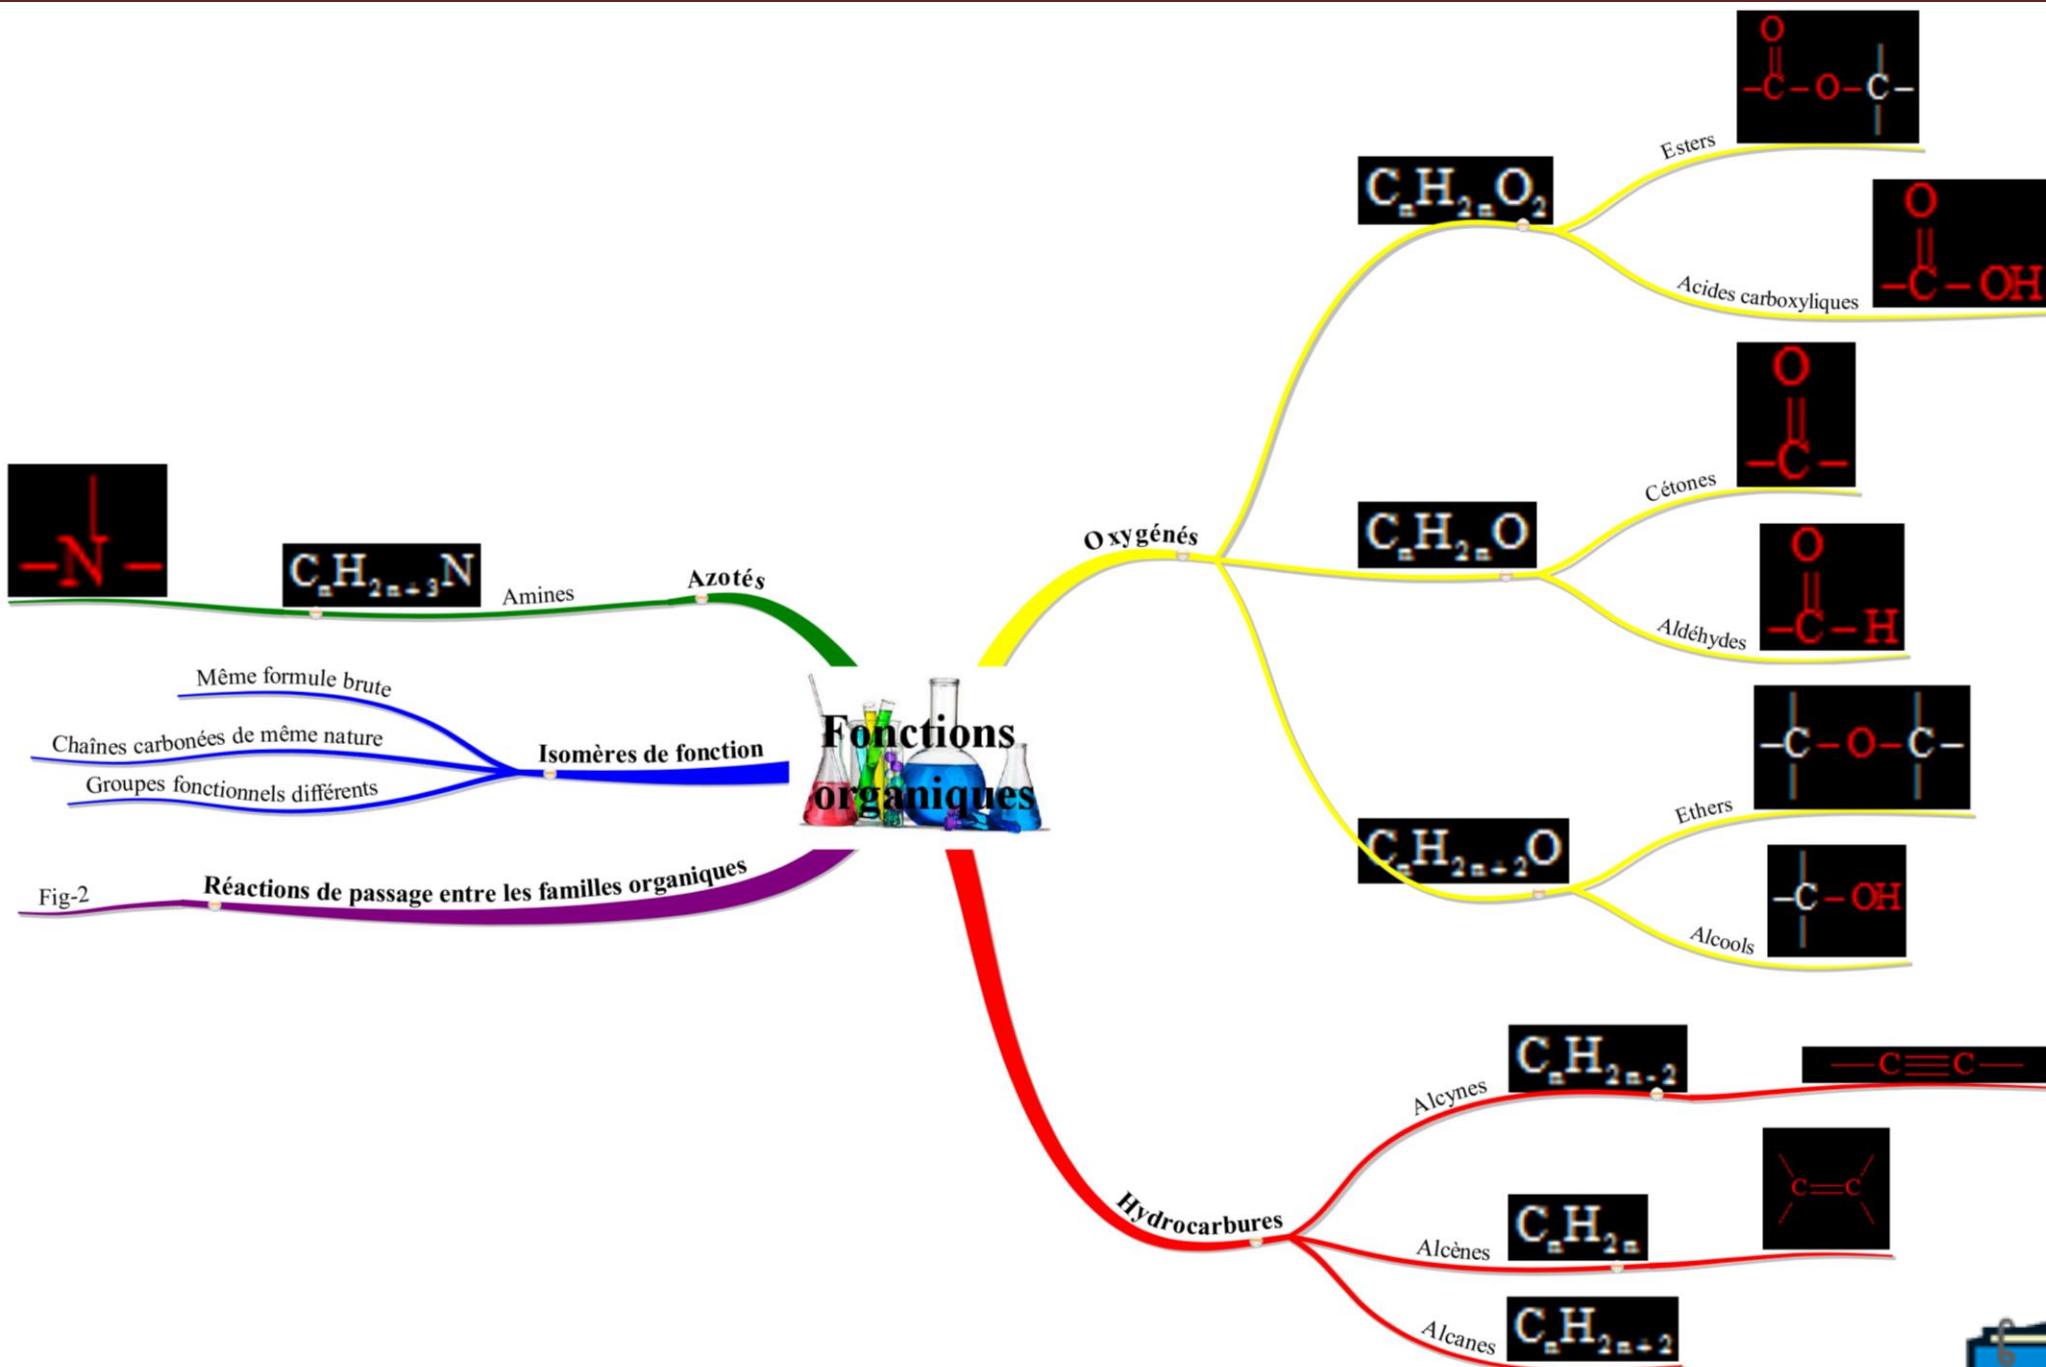 Fonctions
organiques
Oxygénés
CnH2nO2
Esters
O
–C–O–C–
Acides carboxyliques
O
–C–OH
CnH2nO
Cétones
O
–C–
Aldéhydes
O
–C–H
CnH2n+2O
Ethers
–C–O–C–
Alcools
–C–OH
Hydrocarbures
Alcynes
CnH2n-2
—C≡C—
Alcènes
CnH2n
C=C
Alcanes
CnH2n+2
Azotés
Amines
CnH2n+3N
–N–
Isomères de fonction
Même formule brute
Chaînes carbonées de même nature
Groupes fonctionnels différents
Réactions de passage entre les familles organiques
Fig-2